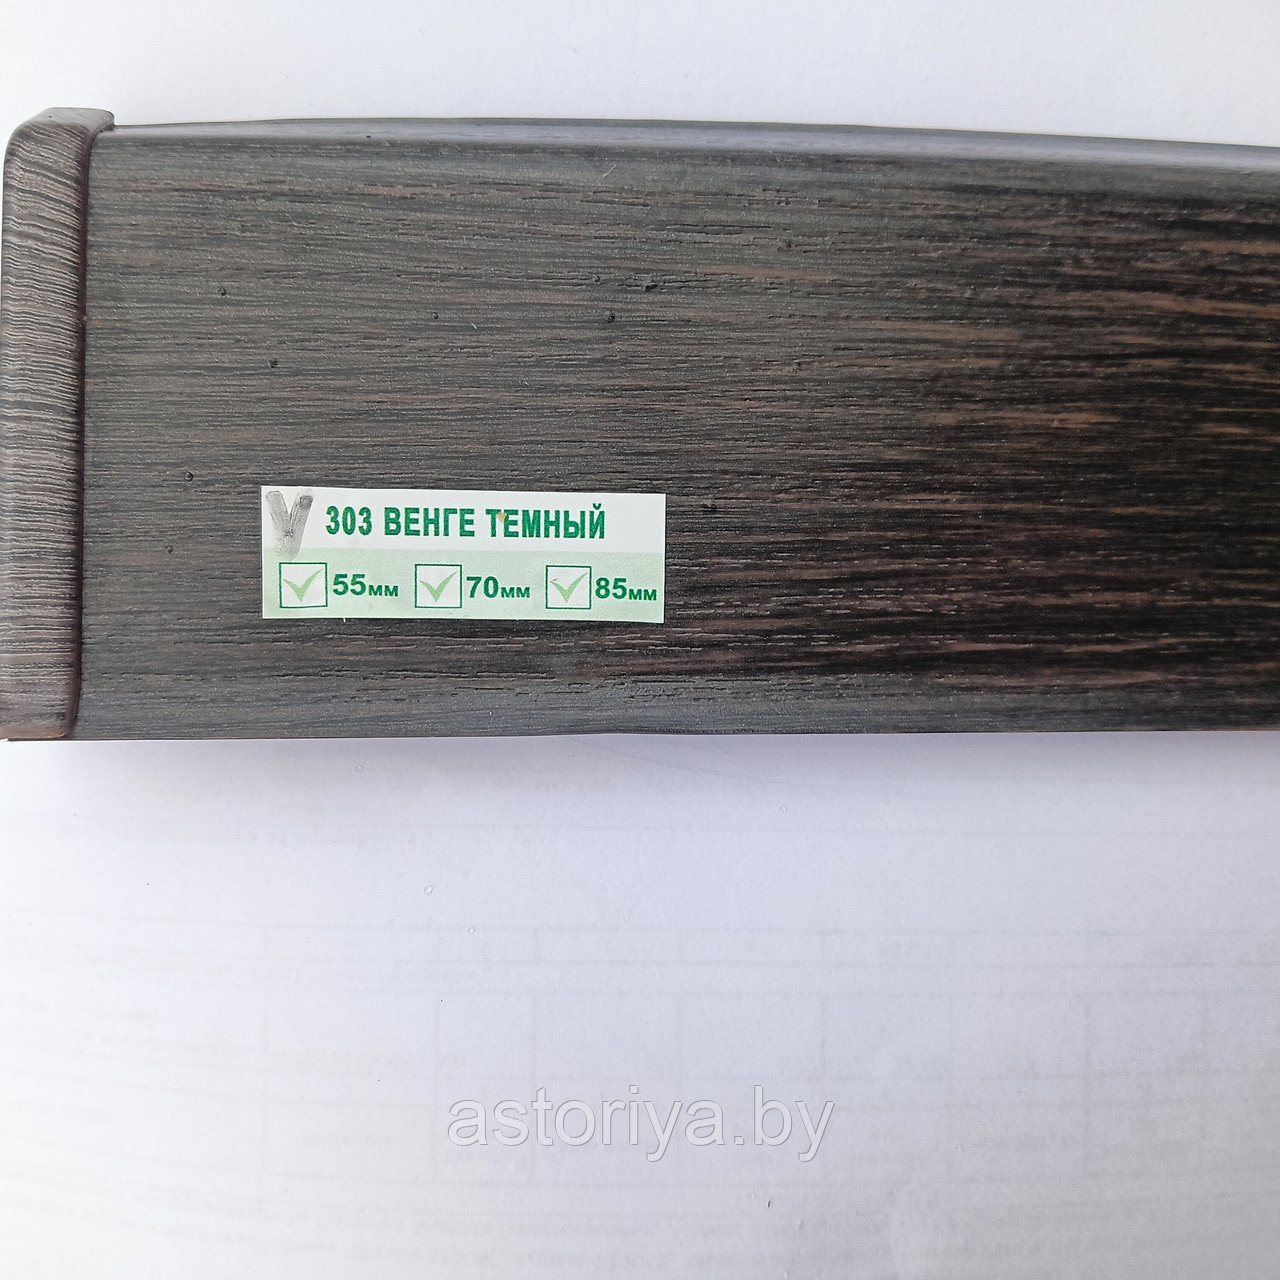 V 303 ВЕНГЕ ТЕМНЫЙ
55мм 70мм 85мм
astoriya.by